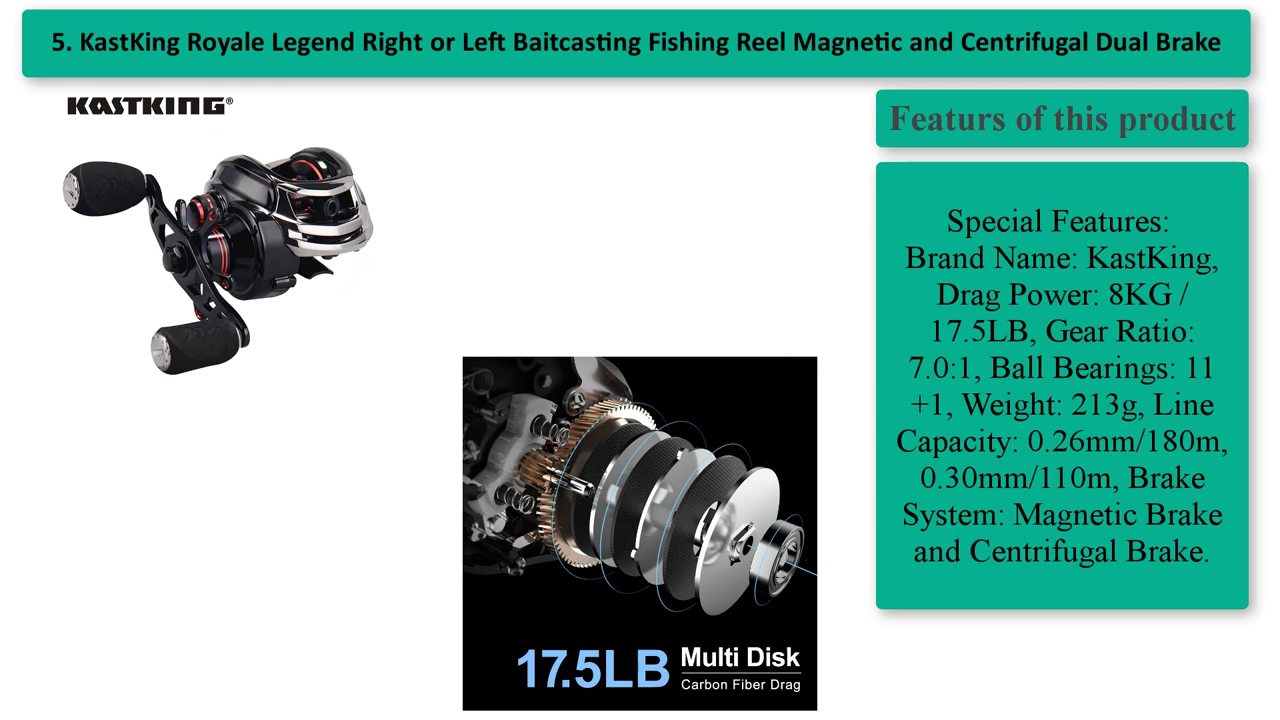 5. KastKing Royale Legend Right or Left Baitcasting Fishing Reel Magnetic and Centrifugal Dual Brake
KASTKING®
Featurs of this product
Special Features:
Brand Name: KastKing,
Drag Power: 8KG /
17.5LB, Gear Ratio:
7.0:1, Ball Bearings: 11
+1, Weight: 213g, Line
Capacity: 0.26mm/180m,
0.30mm/110m, Brake
System: Magnetic Brake
and Centrifugal Brake.
17.5LB Multi Disk
Carbon Fiber Drag